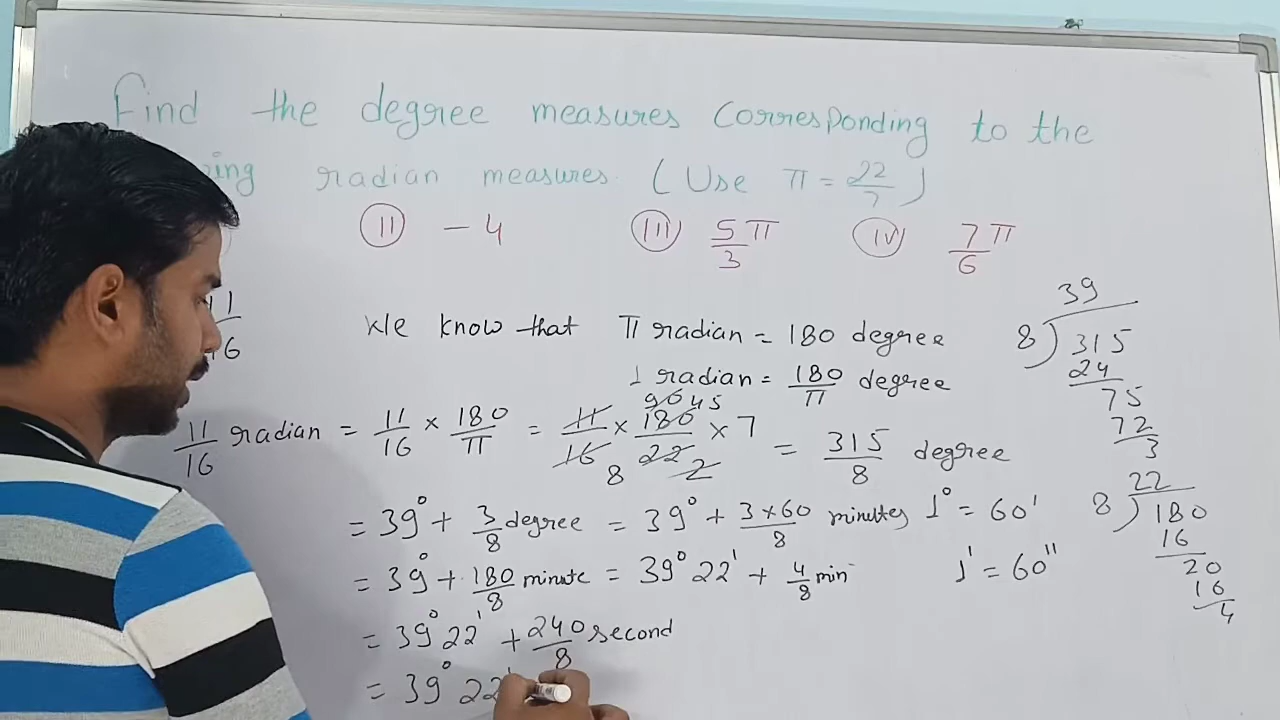 Find the degree measures corresponding to the
radian measures. (Use π = 22/7)
(II) -4 (III) 5π/3 (IV) 7π/6
We know that π radian = 180 degree
1 radian = 180/π degree
11/16 radian = 11/16 × 180/π = 11/16 × 180/22 × 7 = 315/8 degree
90 45
8 2
= 39° + 3/8 degree = 39° + 3×60/8 minutes 1° = 60'
= 39° + 180/8 minute = 39° 22' + 4/8 min 1' = 60"
= 39° 22' + 240/8 second
= 39° 22'
39
8 ) 315
24
75
72
3
22
8 ) 180
16
20
16
4